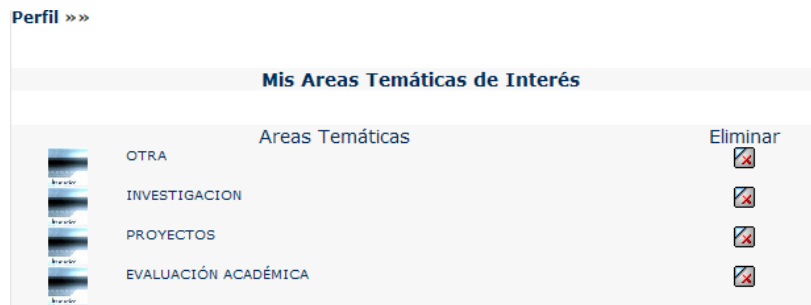 Perfil »»
Mis Areas Temáticas de Interés
Areas Temáticas Eliminar
OTRA
INVESTIGACION
PROYECTOS
EVALUACIÓN ACADÉMICA